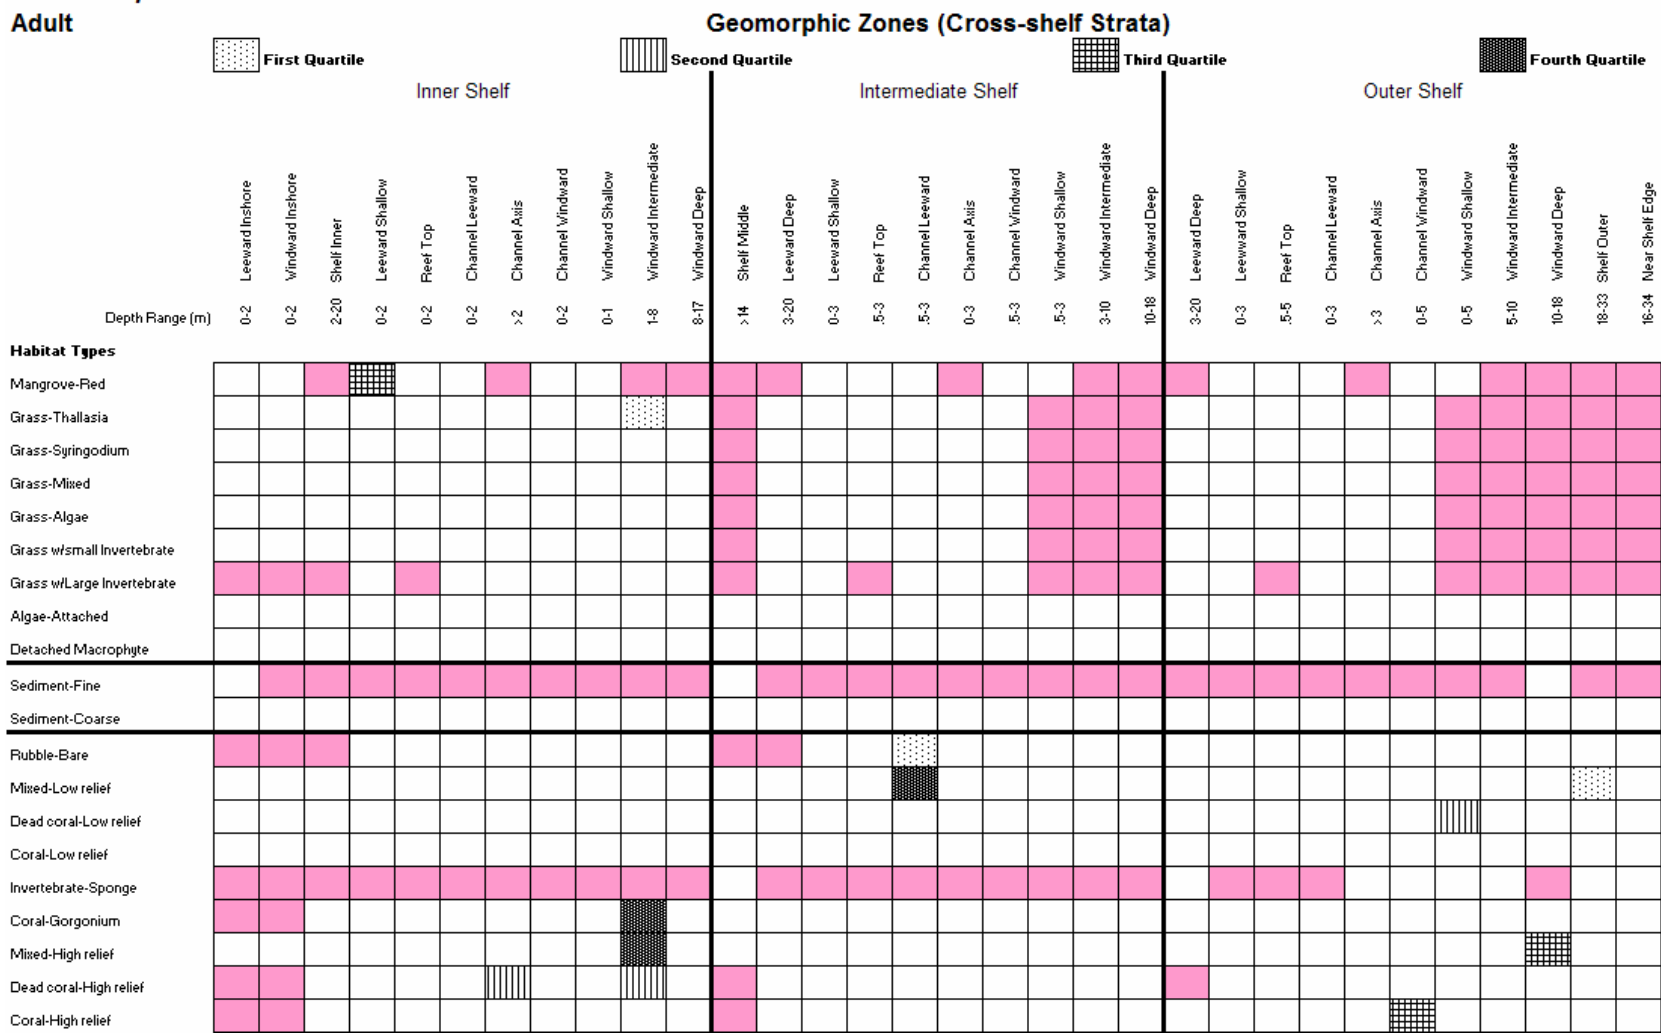 Adult
Geomorphic Zones (Cross-shelf Strata)
First Quartile
Second Quartile
Third Quartile
Fourth Quartile
Inner Shelf
Intermediate Shelf
Outer Shelf
Leeward Inshore
Windward Inshore
Shelf Inner
Leeward Shallow
Reef Top
Channel Leeward
Channel Axis
Channel Windward
Windward Shallow
Windward Intermediate
Windward Deep
Shelf Middle
Leeward Deep
Leeward Shallow
Reef Top
Channel Leeward
Channel Axis
Channel Windward
Windward Shallow
Windward Intermediate
Windward Deep
Leeward Deep
Leeward Shallow
Reef Top
Channel Leeward
Channel Axis
Channel Windward
Windward Shallow
Windward Intermediate
Windward Deep
Shelf Outer
Near Shelf Edge
Depth Range (m)
0-2
0-2
2-20
0-2
0-2
0-2
>2
0-2
0-1
1-8
8-17
>14
3-20
0-3
.5-3
.5-3
0-3
.5-3
.5-3
3-10
10-18
3-20
0-3
.5-5
0-3
>3
0-5
0-5
5-10
10-18
18-33
16-34
Habitat Types
Mangrove-Red
Grass-Thallasia
Grass-Syringodium
Grass-Mixed
Grass-Algae
Grass w/small Invertebrate
Grass w/Large Invertebrate
Algae-Attached
Detached Macrophyte
Sediment-Fine
Sediment-Coarse
Rubble-Bare
Mixed-Low relief
Dead coral-Low relief
Coral-Low relief
Invertebrate-Sponge
Coral-Gorgonium
Mixed-High relief
Dead coral-High relief
Coral-High relief